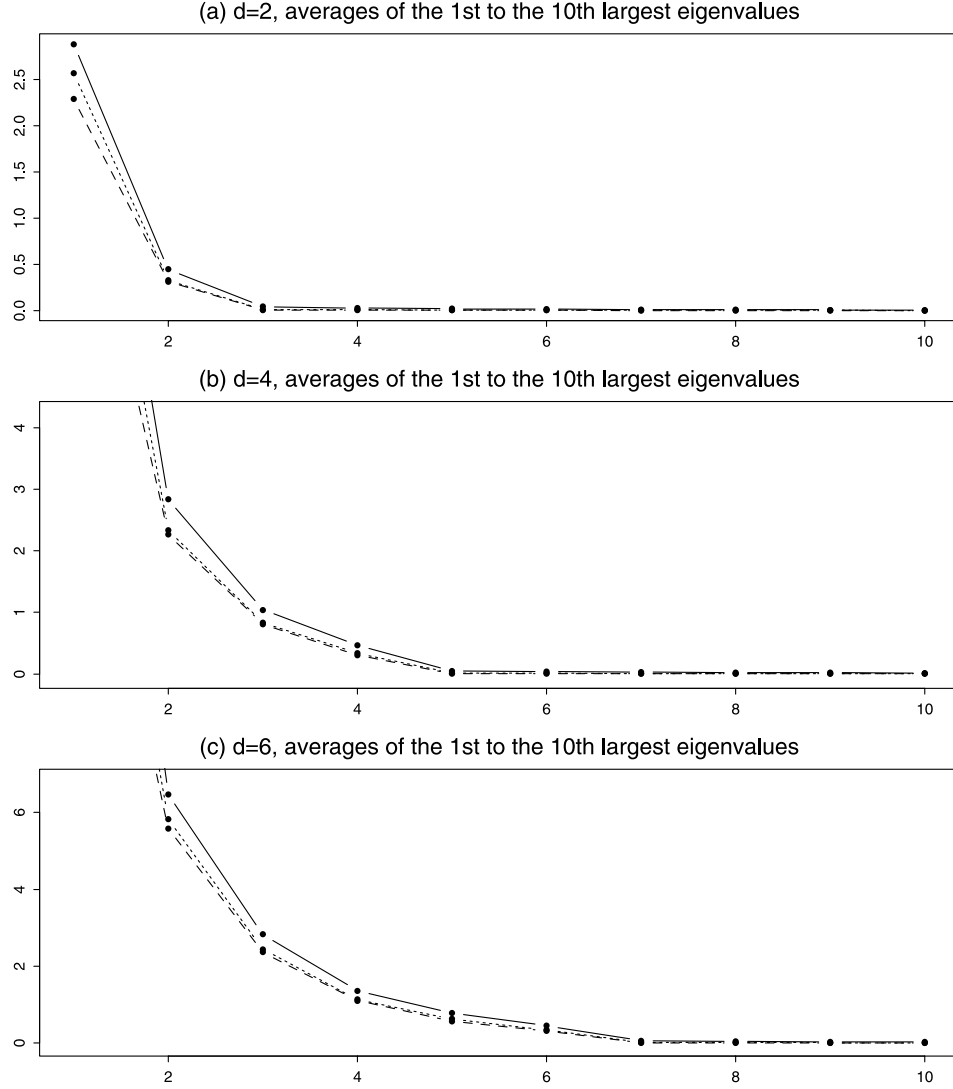 (a) d=2, averages of the 1st to the 10th largest eigenvalues
2.5
2.0
1.5
1.0
0.5
0.0
2 4 6 8 10
(b) d=4, averages of the 1st to the 10th largest eigenvalues
4
3
2
1
0
2 4 6 8 10
(c) d=6, averages of the 1st to the 10th largest eigenvalues
6
4
2
0
2 4 6 8 10